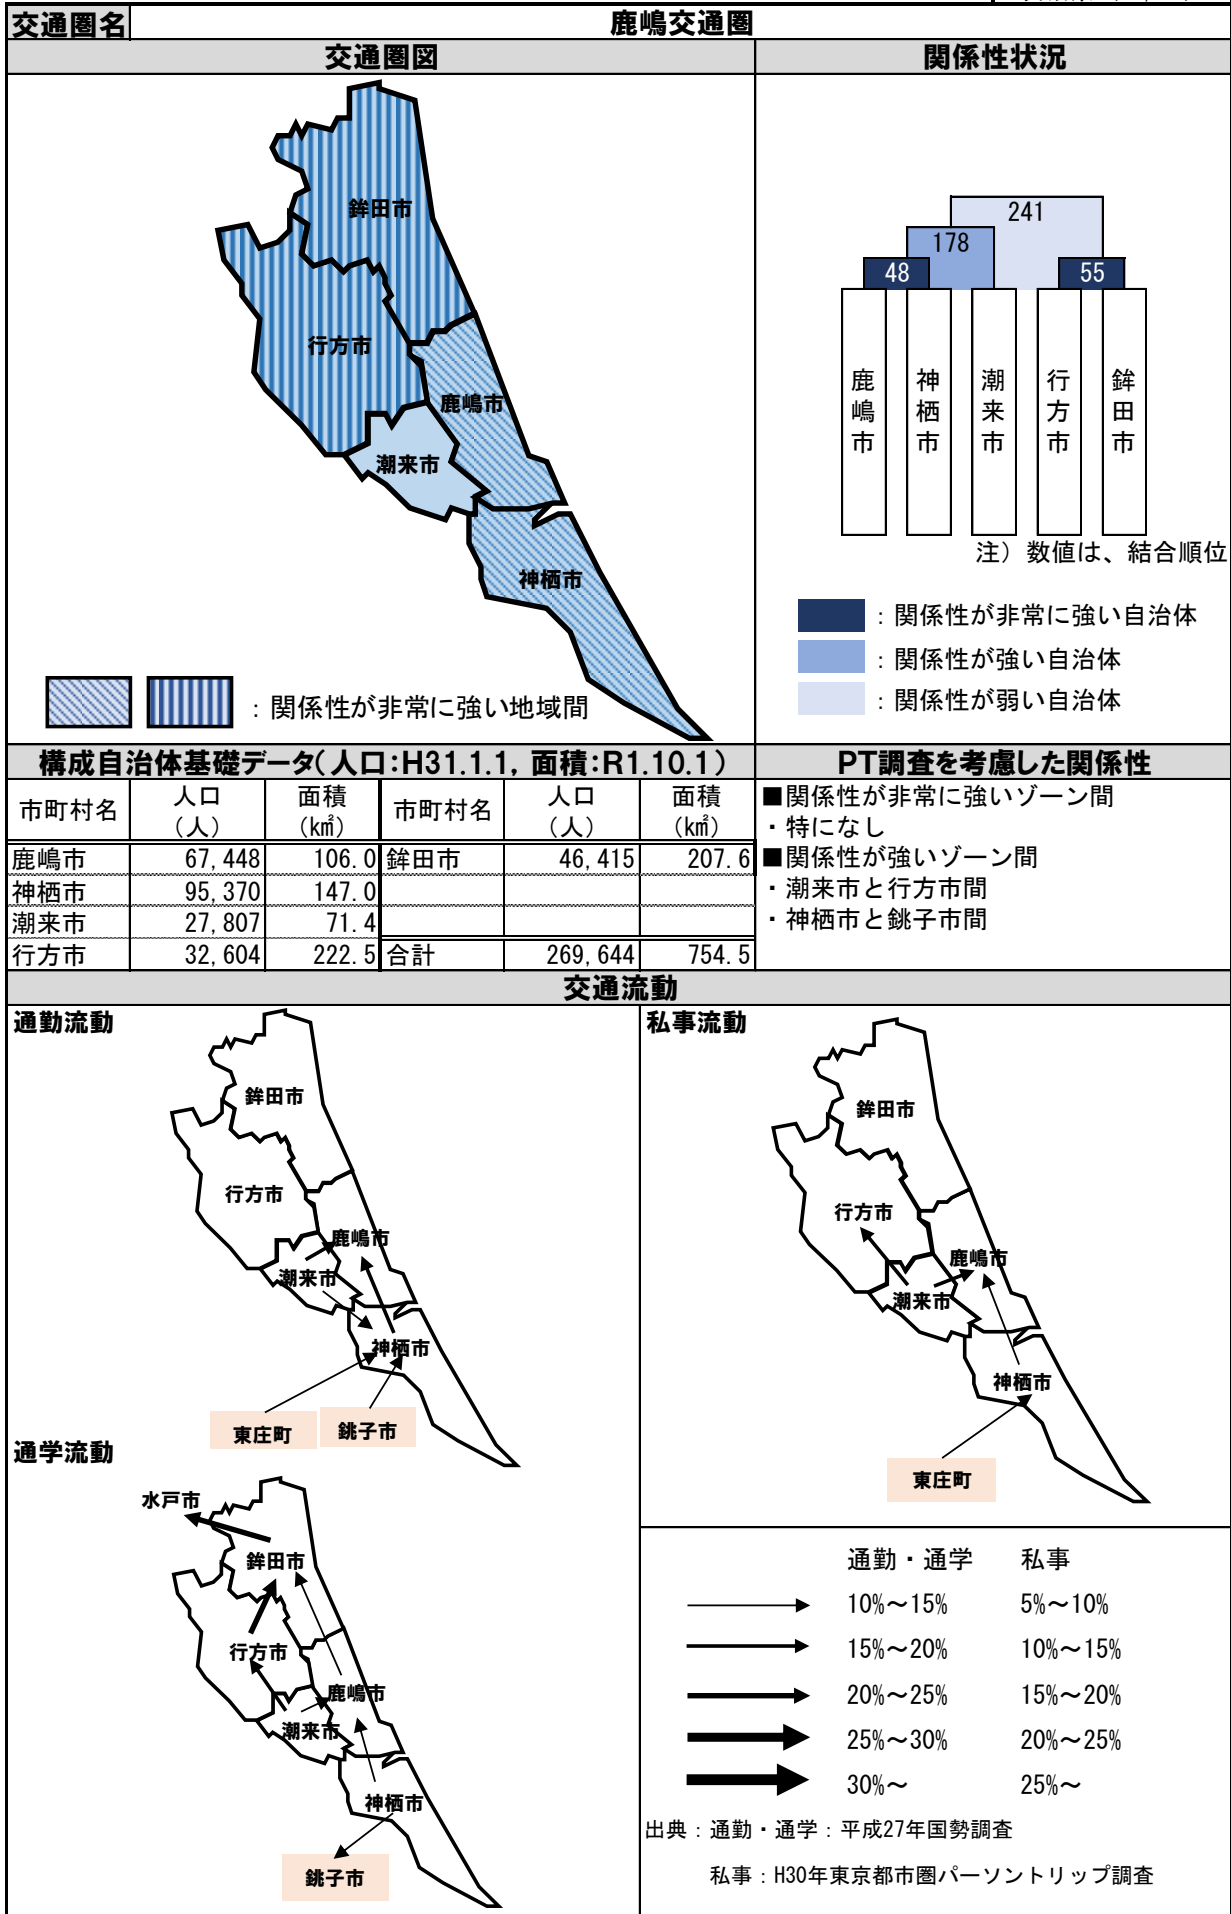 交通圏名
鹿嶋交通圏
交通圏図
関係性状況
鉾田市
行方市
鹿嶋市
潮来市
神栖市
：関係性が非常に強い地域間
241
178
48
55
鹿嶋市
神栖市
潮来市
行方市
鉾田市
注）数値は、結合順位
：関係性が非常に強い自治体
：関係性が強い自治体
：関係性が弱い自治体
構成自治体基礎データ（人口：H31.1.1，面積：R1.10.1）
市町村名 人口（人） 面積（k㎡） 市町村名 人口（人） 面積（k㎡）
鹿嶋市 67,448 106.0 鉾田市 46,415 207.6
神栖市 95,370 147.0
潮来市 27,807 71.4
行方市 32,604 222.5 合計 269,644 754.5
PT調査を考慮した関係性
■関係性が非常に強いゾーン間
・特になし
■関係性が強いゾーン間
・潮来市と行方市間
・神栖市と銚子市間
交通流動
通勤流動
鉾田市
行方市
鹿嶋市
潮来市
神栖市
東庄町
銚子市
通学流動
水戸市
鉾田市
行方市
鹿嶋市
潮来市
神栖市
銚子市
私事流動
鉾田市
行方市
鹿嶋市
潮来市
神栖市
東庄町
通勤・通学 私事
10%～15% 5%～10%
15%～20% 10%～15%
20%～25% 15%～20%
25%～30% 20%～25%
30%～ 25%～
出典：通勤・通学：平成27年国勢調査
私事：H30年東京都市圏パーソントリップ調査